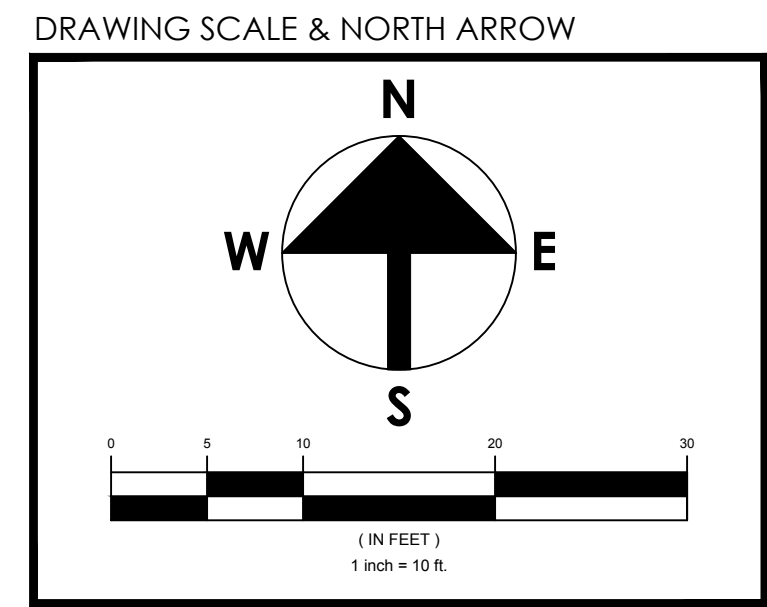 DRAWING SCALE & NORTH ARROW
N
W E
S
0 5 10 20 30
( IN FEET )
1 inch = 10 ft.